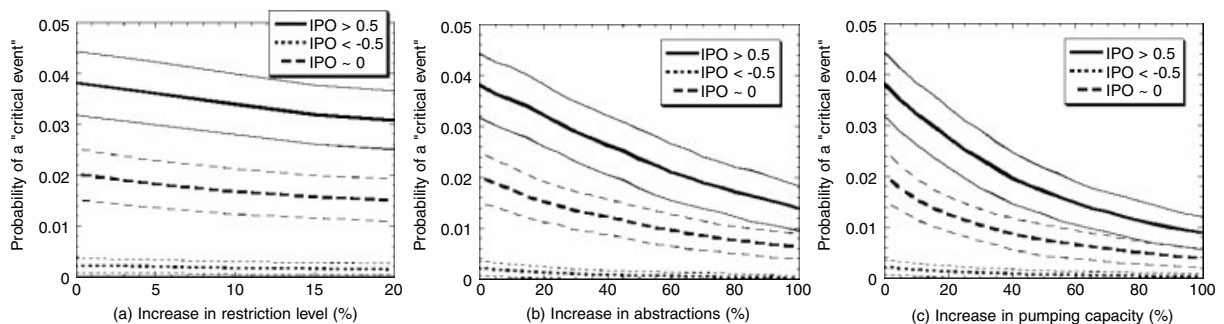 Probability of a "critical event"
0.05
0.04
0.03
0.02
0.01
0
IPO > 0.5
IPO < -0.5
IPO ~ 0
0 5 10 15 20
(a) Increase in restriction level (%)
Probability of a "critical event"
0.05
0.04
0.03
0.02
0.01
0
IPO > 0.5
IPO < -0.5
IPO ~ 0
0 20 40 60 80 100
(b) Increase in abstractions (%)
Probability of a "critical event"
0.05
0.04
0.03
0.02
0.01
0
IPO > 0.5
IPO < -0.5
IPO ~ 0
0 20 40 60 80 100
(c) Increase in pumping capacity (%)